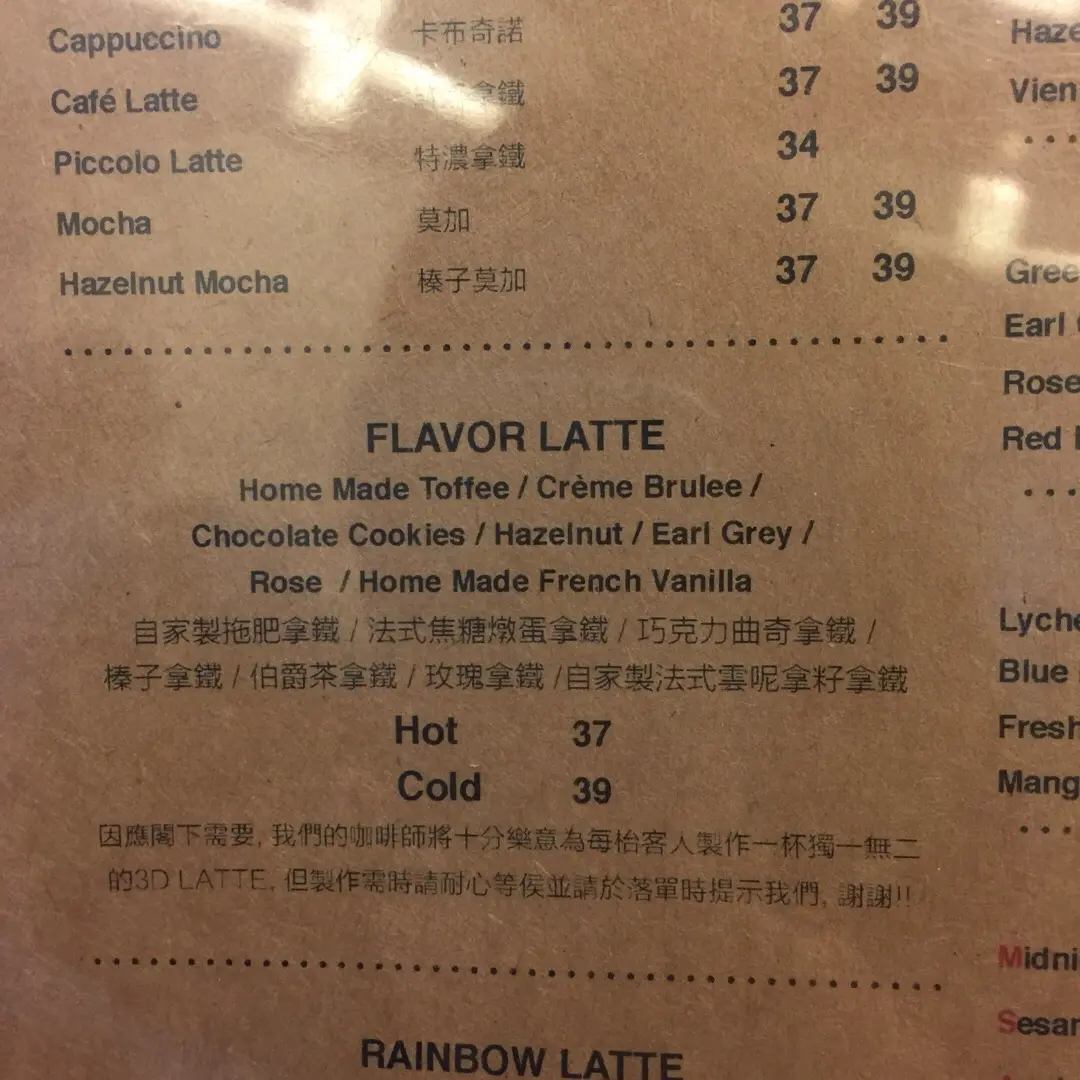 Cappuccino 卡布奇諾 37 39
Café Latte 拿鐵 37 39
Piccolo Latte 特濃拿鐵 34
Mocha 莫加 37 39
Hazelnut Mocha 榛子莫加 37 39
FLAVOR LATTE
Home Made Toffee / Crème Brulee /
Chocolate Cookies / Hazelnut / Earl Grey /
Rose / Home Made French Vanilla
自家製拖肥拿鐵 / 法式焦糖燉蛋拿鐵 / 巧克力曲奇拿鐵 /
榛子拿鐵 / 伯爵茶拿鐵 / 玫瑰拿鐵 /自家製法式雲呢拿籽拿鐵
Hot 37
Cold 39
因應閣下需要, 我們的咖啡師將十分樂意為每枱客人製作一杯獨一無二
的3D LATTE, 但製作需時請耐心等侯並請於落單時提示我們, 謝謝!!
RAINBOW LATTE
Haze
Vien
Gree
Earl
Rose
Red
Lyche
Blue
Fresh
Mang
Midni
Sesam